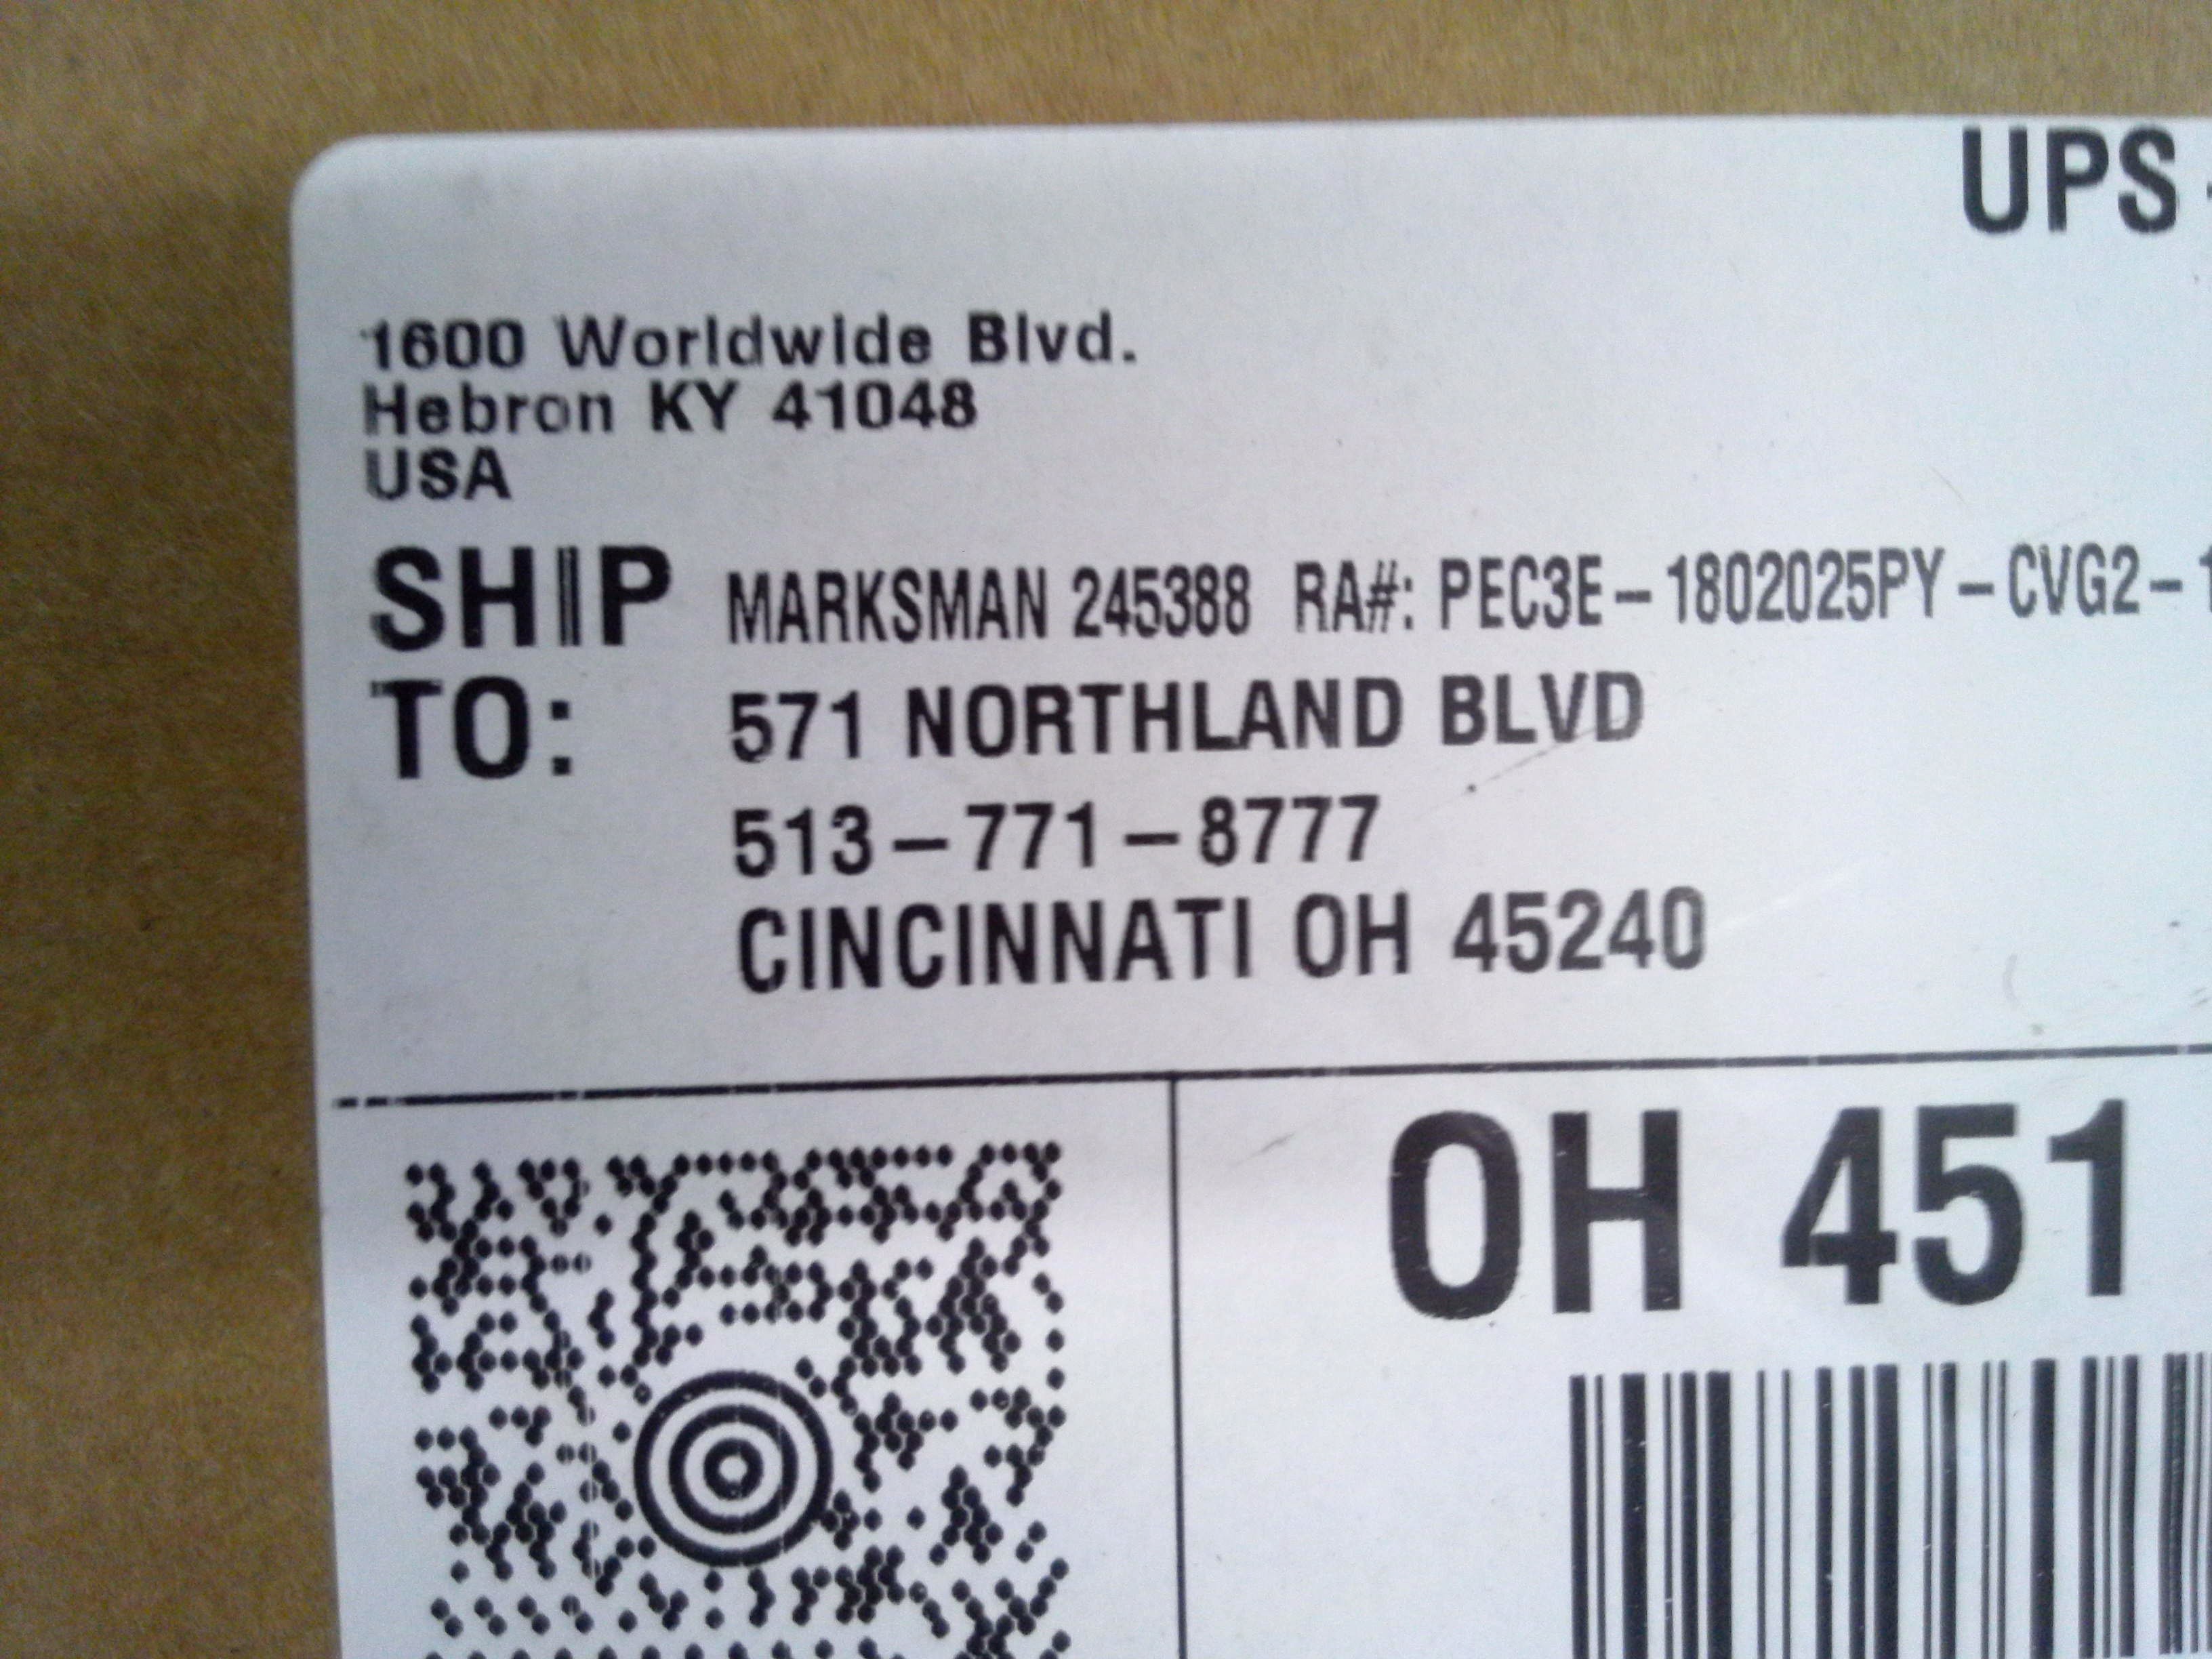 UPS
1600 Worldwide Blvd.
Hebron KY 41048
USA
SHIP TO:
MARKSMAN 245388 RA#: PEC3E-1802025PY-CVG2-
571 NORTHLAND BLVD
513-771-8777
CINCINNATI OH 45240
OH 451